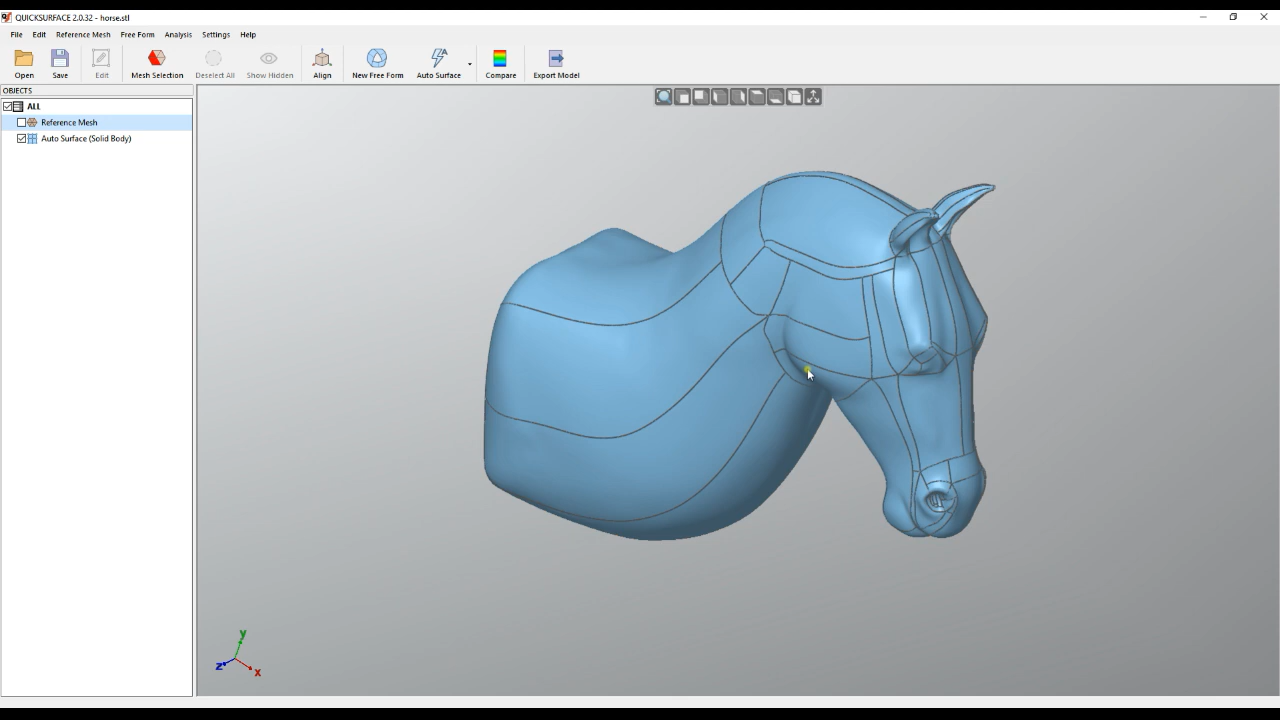 QUICKSURFACE 2.0.32 - horse.stl
File Edit Reference Mesh Free Form Analysis Settings Help
Open Save Edit Mesh Selection Deselect All Show Hidden Align New Free Form Auto Surface Compare Export Model
OBJECTS
ALL
Reference Mesh
Auto Surface (Solid Body)
y
z x